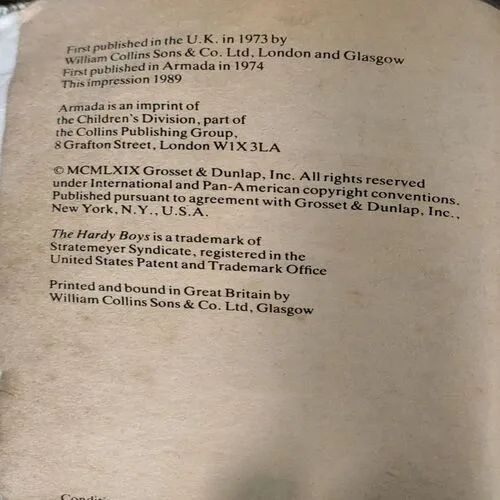 First published in the U.K. in 1973 by
William Collins Sons & Co. Ltd, London and Glasgow
First published in Armada in 1974
This impression 1989
Armada is an imprint of
the Children's Division, part of
the Collins Publishing Group,
8 Grafton Street, London W1X 3LA
© MCMLXIX Grosset & Dunlap, Inc. All rights reserved
under International and Pan-American copyright conventions.
Published pursuant to agreement with Grosset & Dunlap, Inc.,
New York, N.Y., U.S.A.
The Hardy Boys is a trademark of
Stratemeyer Syndicate, registered in the
United States Patent and Trademark Office
Printed and bound in Great Britain by
William Collins Sons & Co. Ltd, Glasgow